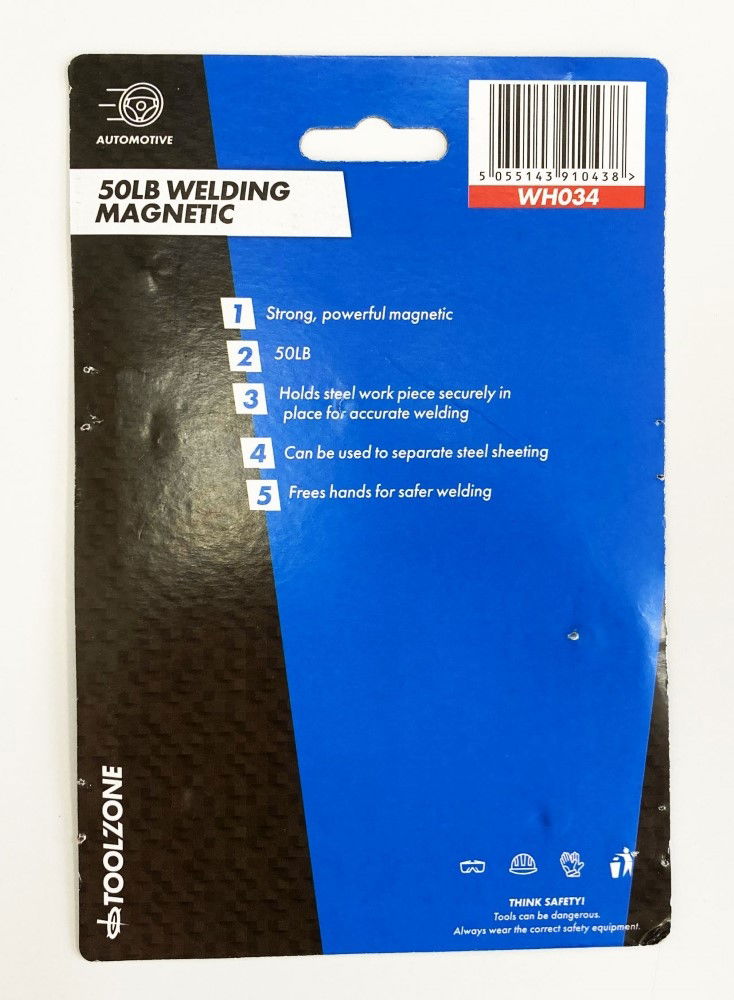 AUTOMOTIVE
50LB WELDING
MAGNETIC
5 055143 910438 >
WH034
1 Strong, powerful magnetic
2 50LB
3 Holds steel work piece securely in
place for accurate welding
4 Can be used to separate steel sheeting
5 Frees hands for safer welding
TOOLZONE
THINK SAFETY!
Tools can be dangerous.
Always wear the correct safety equipment.